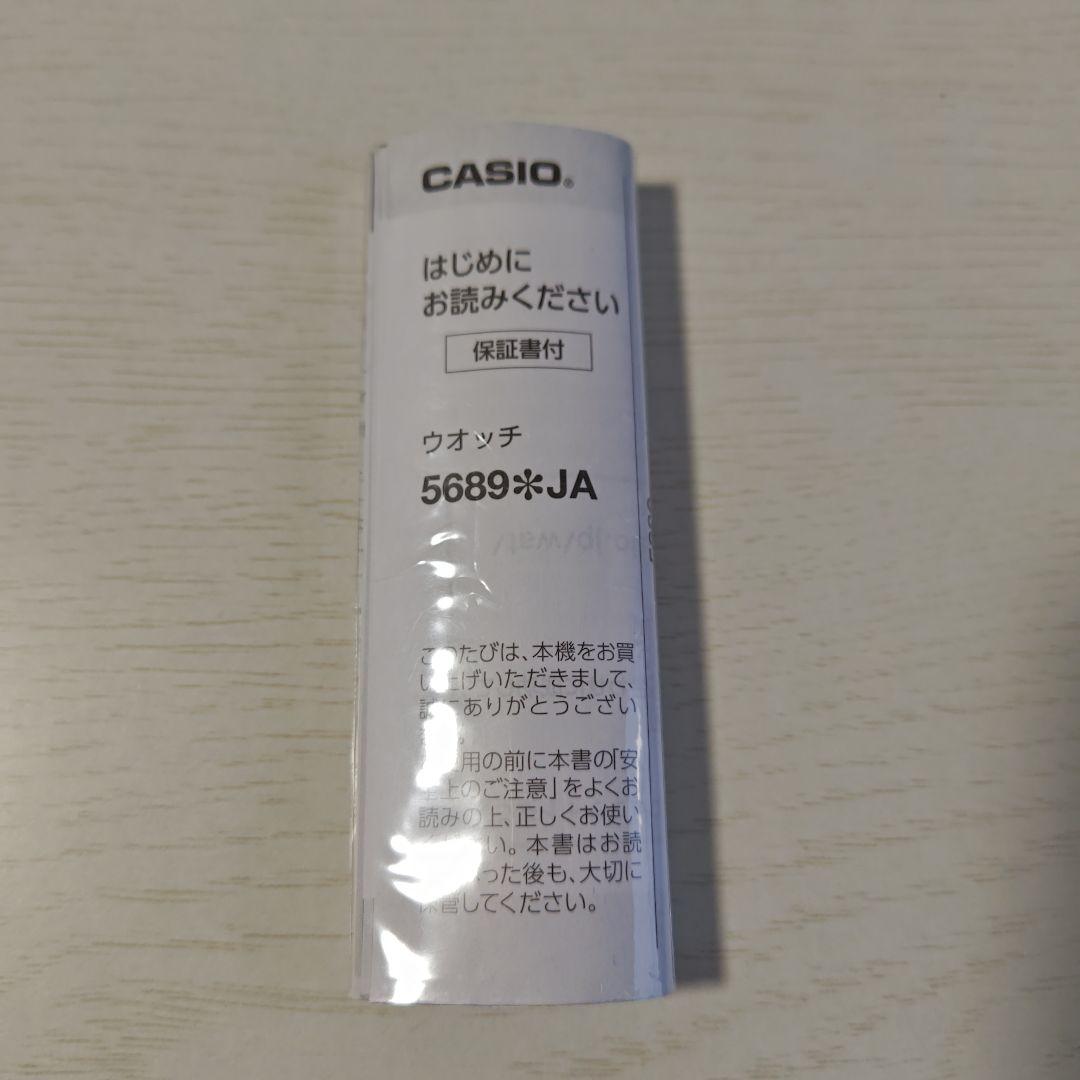 CASIO®
はじめに
お読みください
保証書付
ウオッチ
5689✻JA
たびは、本機をお買
上げいただきまして、
ありがとうござい
。
用の前に本書の「安
上のご注意」をよくお
読みの上、正しくお使い
い。本書はお読
った後も、大切に
保管してください。